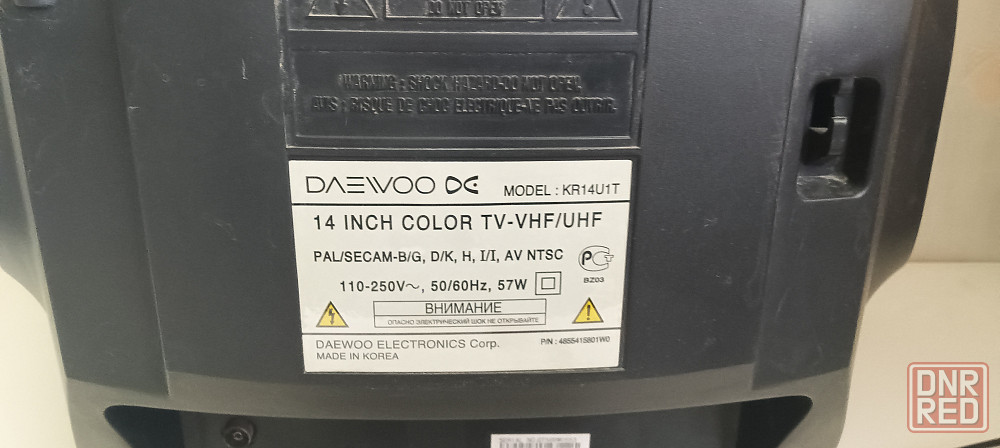 DO NOT OPEN
WARNING : SHOCK HAZARD-DO NOT OPEN.
AVIS : RISQUE DE CHOC ELECTRIQUE-NE PAS OUVRIR.
DAEWOO DE MODEL : KR14U1T
14 INCH COLOR TV-VHF/UHF
PAL/SECAM-B/G, D/K, H, I/I, AV NTSC
BZ03
110-250V～, 50/60Hz, 57W
ВНИМАНИЕ
ОПАСНО ЭЛЕКТРИЧЕСКИЙ ШОК НЕ ОТКРЫВАЙТЕ
DAEWOO ELECTRONICS Corp. P/N : 4855415801W0
MADE IN KOREA
DNR
RED